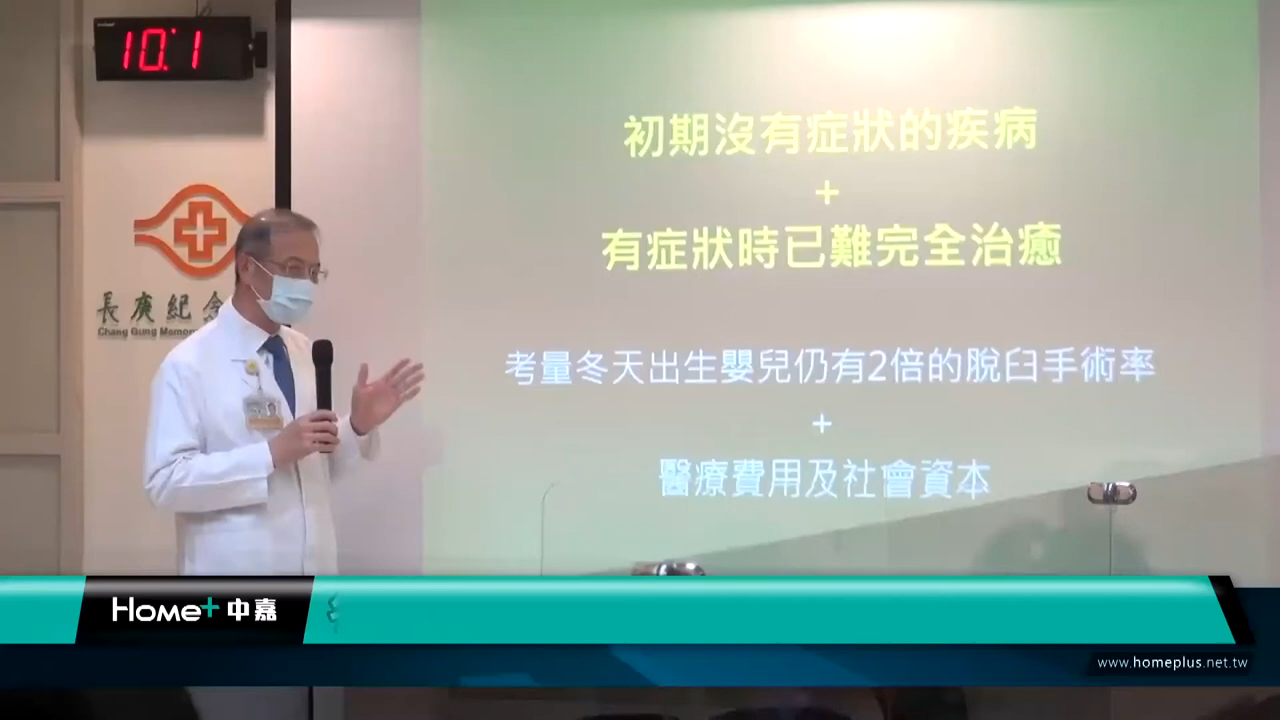 10:1
初期沒有症狀的疾病
+
有症狀時已難完全治癒
長庚紀念
Chang Gung
考量冬天出生嬰兒仍有2倍的脫臼手術率
+
醫療費用及社會資本
Home+中嘉
www.homeplus.net.tw